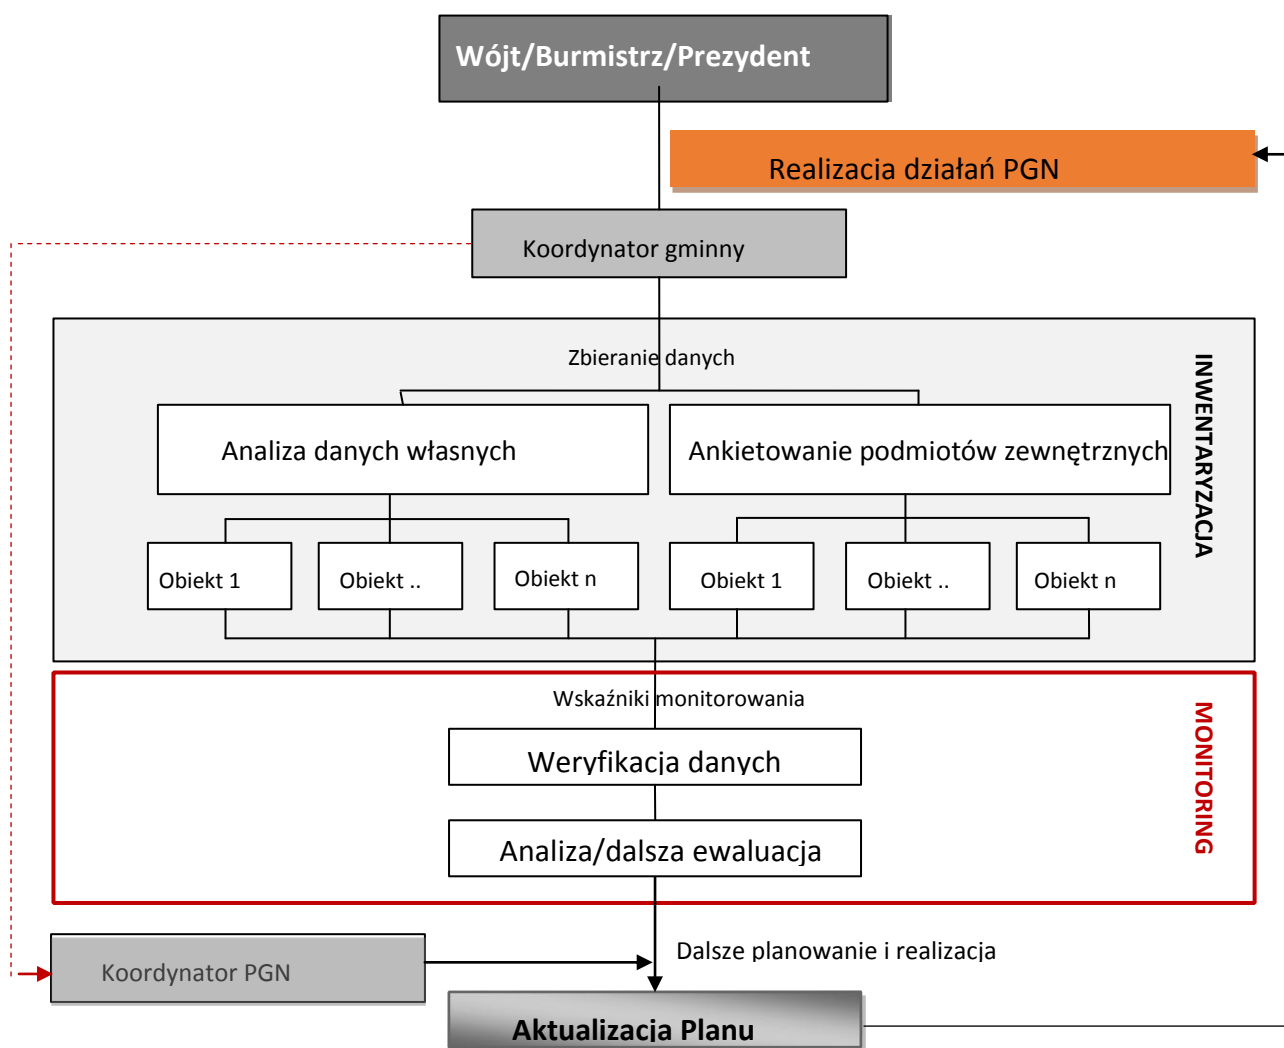 Wójt/Burmistrz/Prezydent
Realizacja działań PGN
Koordynator gminny
Zbieranie danych
INWENTARYZACJA
Analiza danych własnych
Ankietowanie podmiotów zewnętrznych
Obiekt 1
Obiekt ..
Obiekt n
Obiekt 1
Obiekt ..
Obiekt n
Wskaźniki monitorowania
MONITORING
Weryfikacja danych
Analiza/dalsza ewaluacja
Dalsze planowanie i realizacja
Koordynator PGN
Aktualizacja Planu